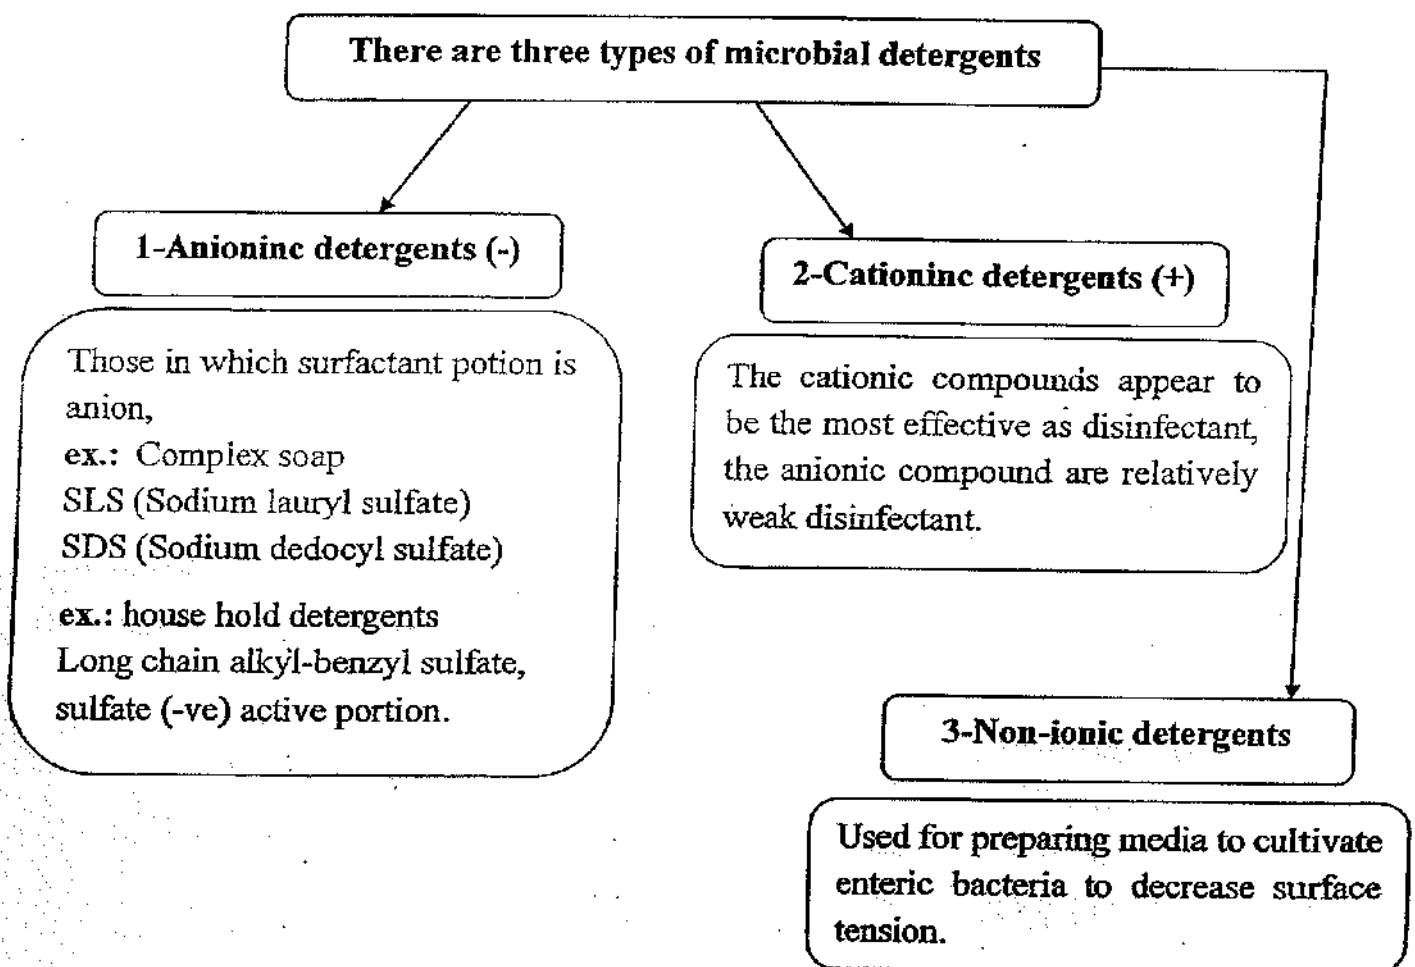 There are three types of microbial detergents
1-Anioninc detergents (-)
Those in which surfactant potion is
anion,
ex.: Complex soap
SLS (Sodium lauryl sulfate)
SDS (Sodium dedocyl sulfate)
ex.: house hold detergents
Long chain alkyl-benzyl sulfate,
sulfate (-ve) active portion.
2-Cationinc detergents (+)
The cationic compounds appear to
be the most effective as disinfectant,
the anionic compound are relatively
weak disinfectant.
3-Non-ionic detergents
Used for preparing media to cultivate
enteric bacteria to decrease surface
tension.